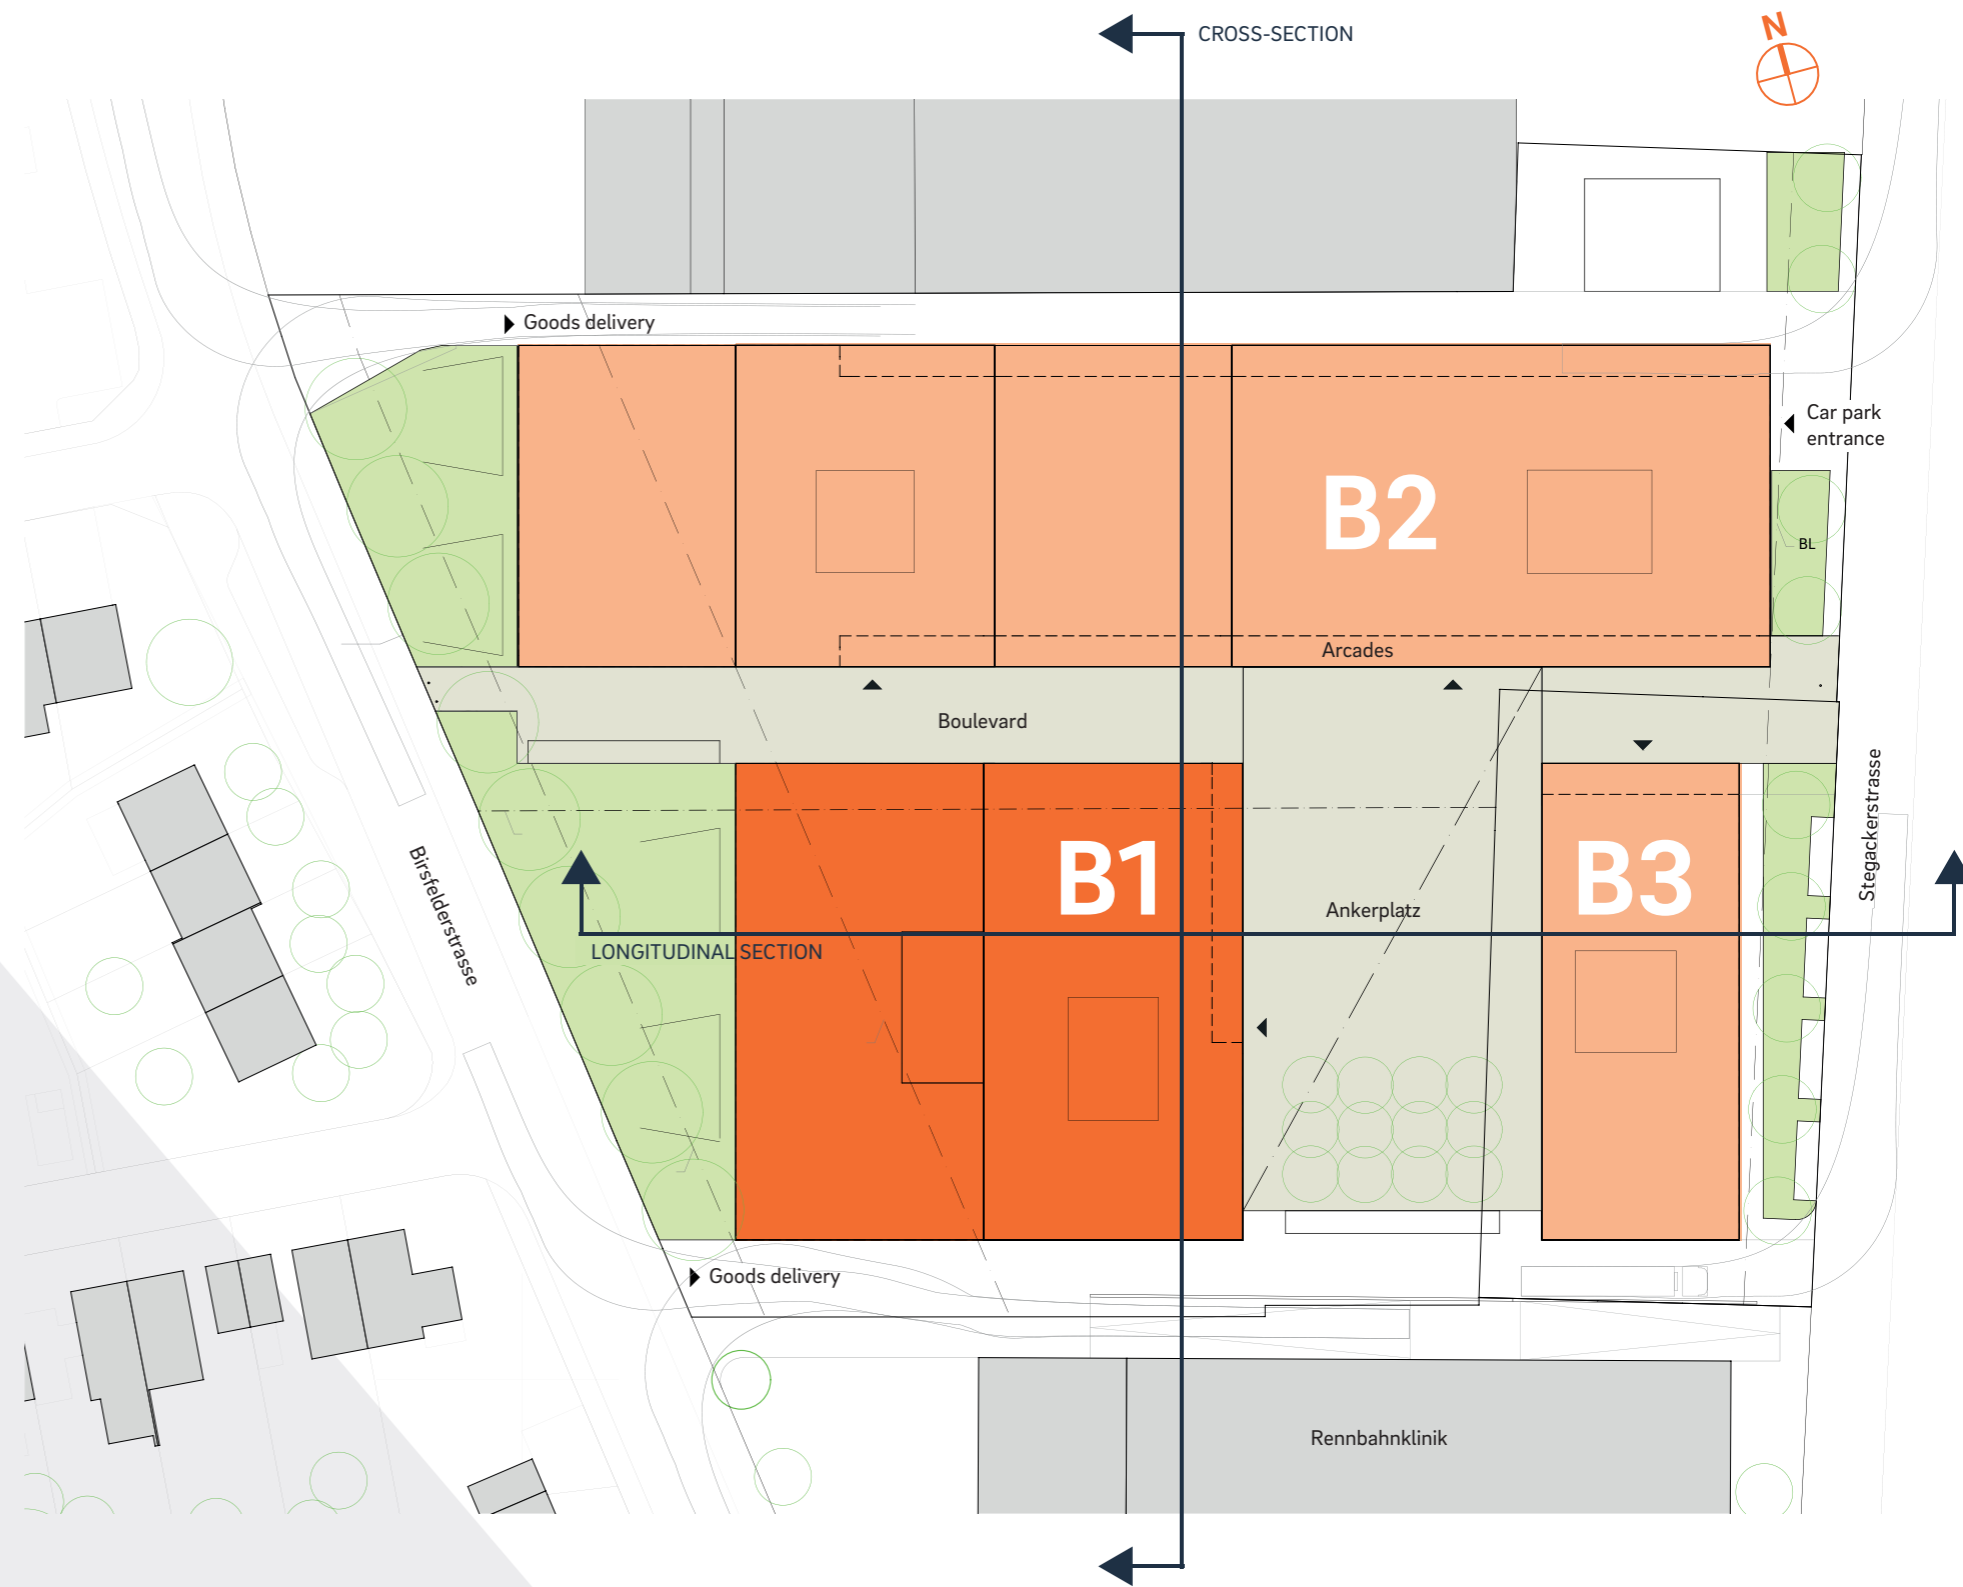 CROSS-SECTION
N
Goods delivery
Car park
entrance
B2
BL
Arcades
Boulevard
Stegackerstrasse
Birsfelderstrasse
B1
B3
Ankerplatz
LONGITUDINAL SECTION
Goods delivery
Rennbahnklinik